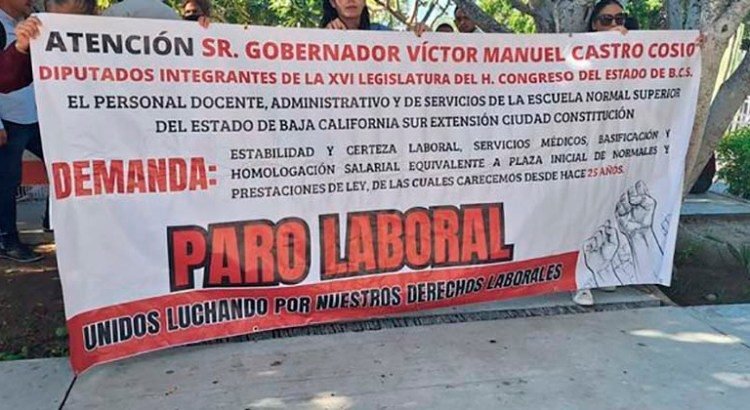 ATENCIÓN SR. GOBERNADOR VÍCTOR MANUEL CASTRO COSIO
DIPUTADOS INTEGRANTES DE LA XVI LEGISLATURA DEL H. CONGRESO DEL ESTADO DE B.C.S.
EL PERSONAL DOCENTE, ADMINISTRATIVO Y DE SERVICIOS DE LA ESCUELA NORMAL SUPERIOR
DEL ESTADO DE BAJA CALIFORNIA SUR EXTENSIÓN CIUDAD CONSTITUCIÓN
DEMANDA:
ESTABILIDAD Y CERTEZA LABORAL, SERVICIOS MÉDICOS, BASIFICACIÓN Y
HOMOLOGACIÓN SALARIAL EQUIVALENTE A PLAZA INICIAL DE NORMALES Y
PRESTACIONES DE LEY, DE LAS CUALES CARECEMOS DESDE HACE 25 AÑOS.
PARO LABORAL
UNIDOS LUCHANDO POR NUESTROS DERECHOS LABORALES